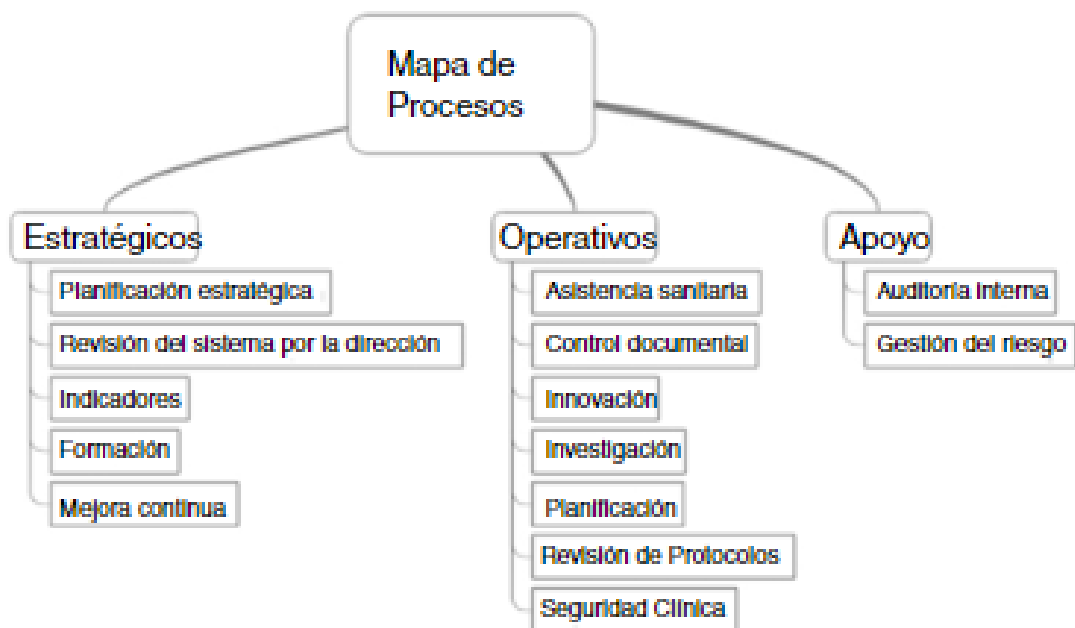 Mapa de
Procesos
Estratégicos
Planificación estratégica
Revisión del sistema por la dirección
Indicadores
Formación
Mejora continua
Operativos
Asistencia sanitaria
Control documental
Innovación
Investigación
Planificación
Revisión de Protocolos
Seguridad Clínica
Apoyo
Auditoría interna
Gestión del riesgo